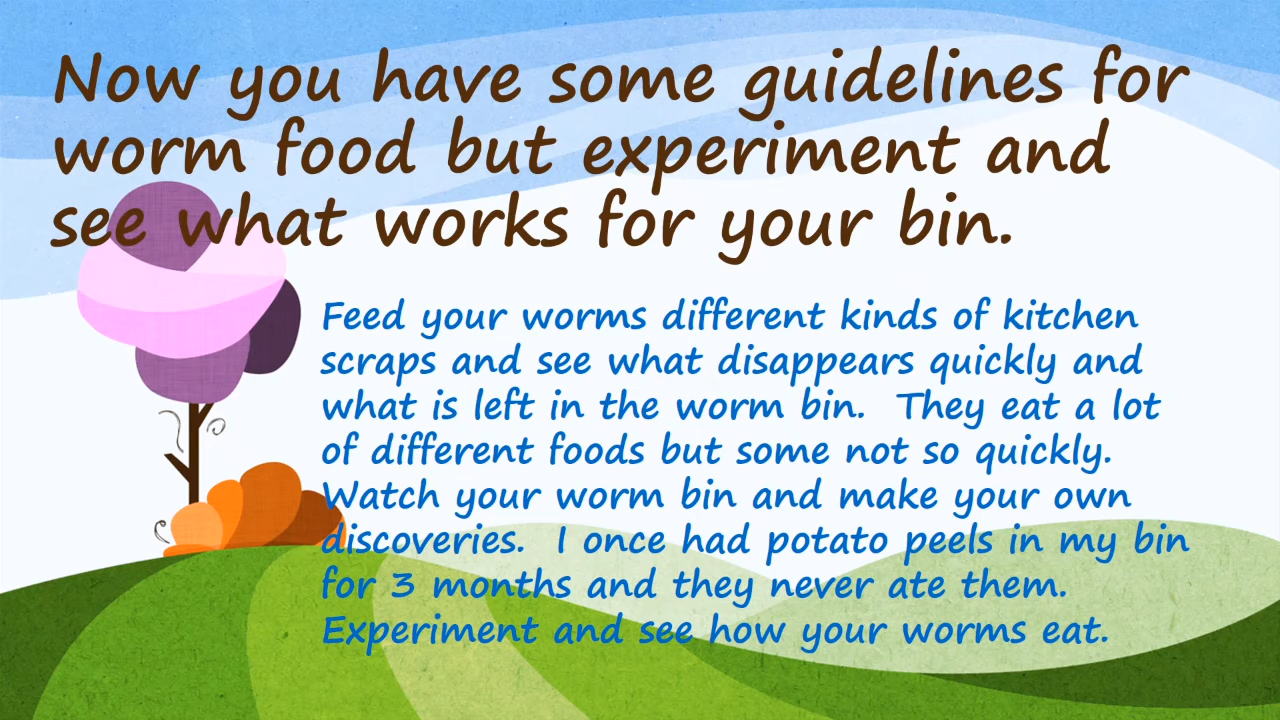 Now you have some guidelines for
worm food but experiment and
see what works for your bin.
Feed your worms different kinds of kitchen
scraps and see what disappears quickly and
what is left in the worm bin.  They eat a lot
of different foods but some not so quickly.
Watch your worm bin and make your own
discoveries.  I once had potato peels in my bin
for 3 months and they never ate them.
Experiment and see how your worms eat.